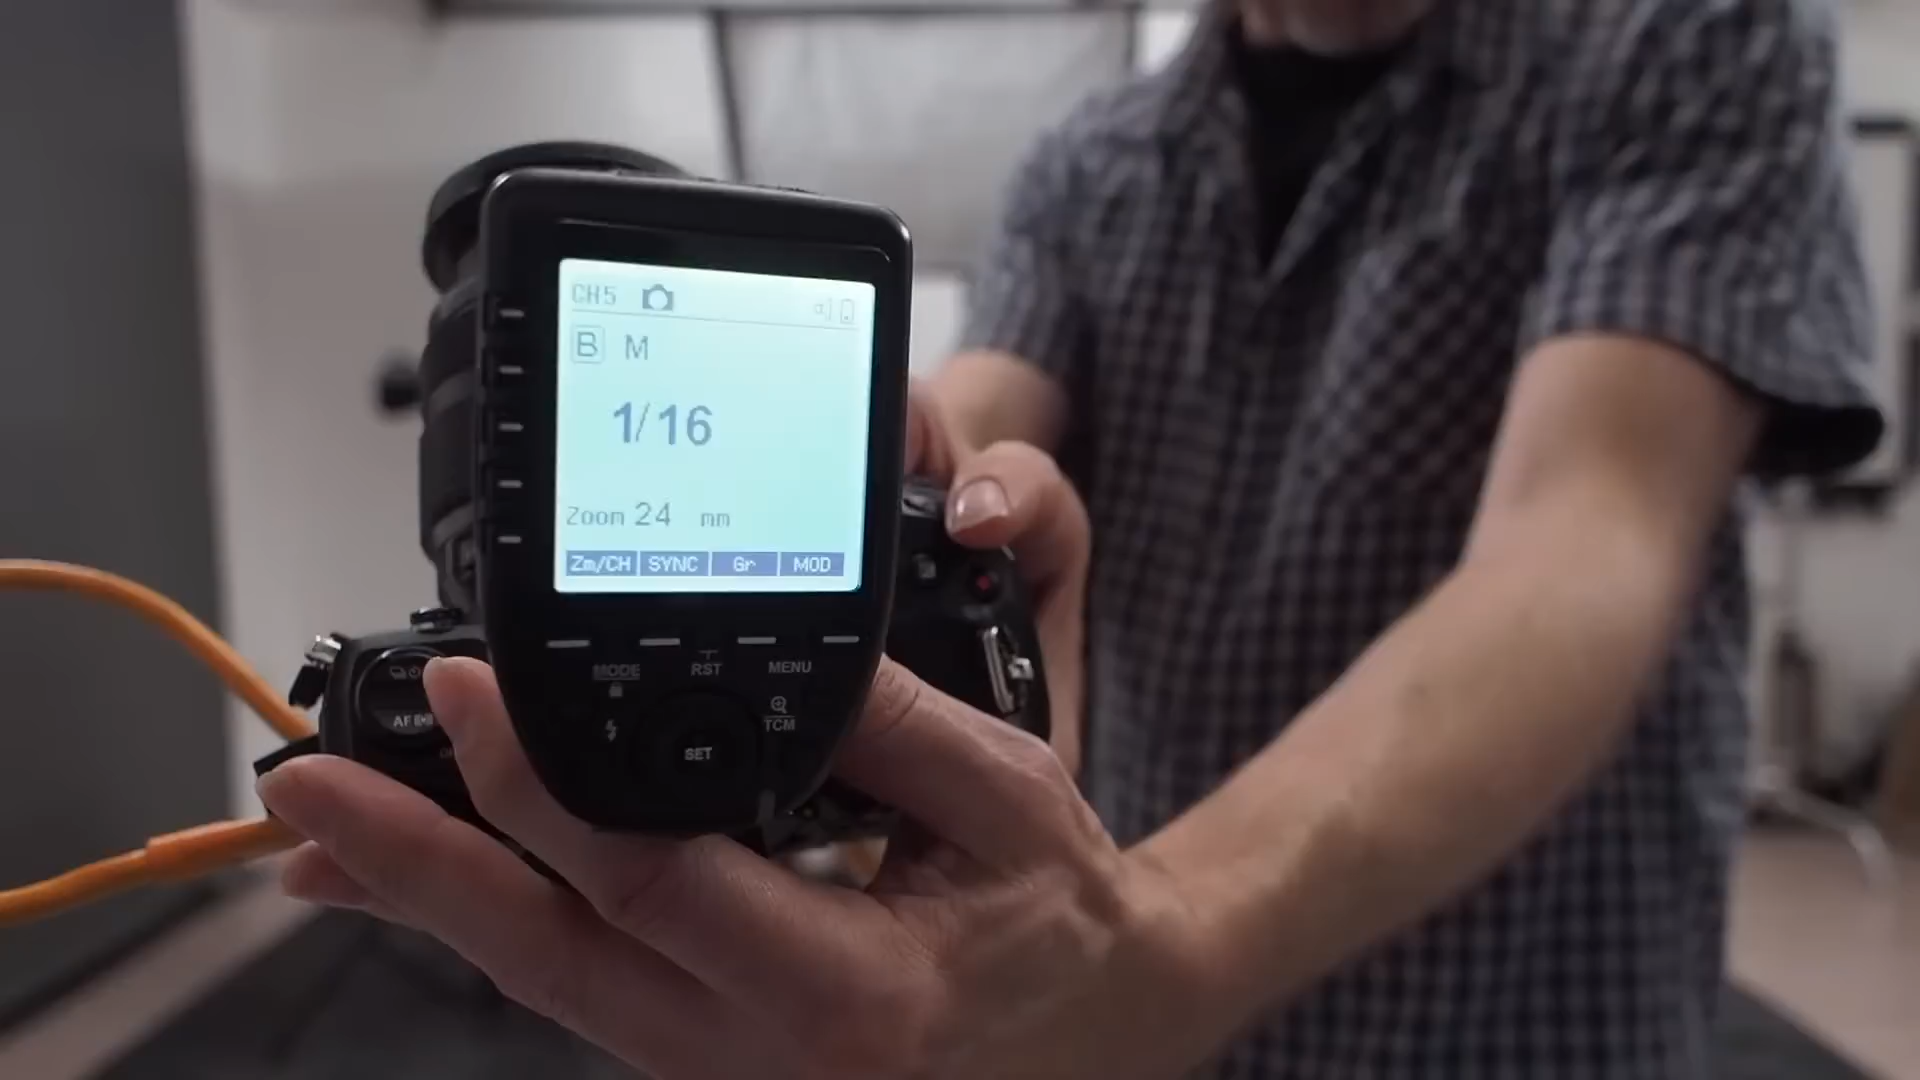 CH5
B M
1/16
Zoom 24 mm
Zm/CH SYNC Gr MOD
MODE RST MENU
TCM
SET
AF